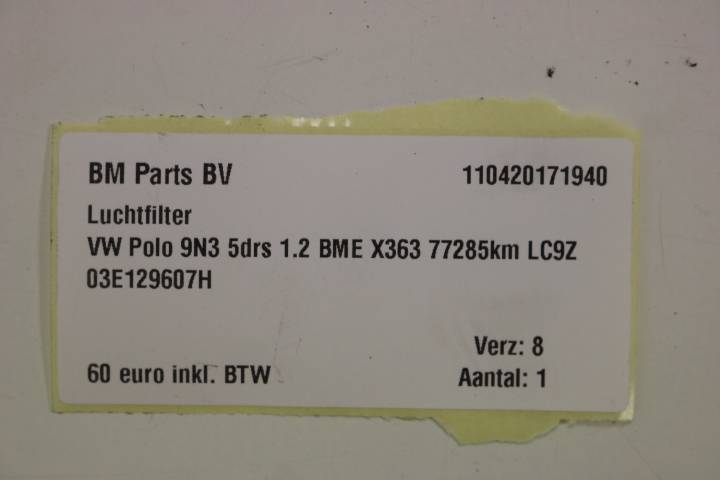 BM Parts BV 110420171940
Luchtfilter
VW Polo 9N3 5drs 1.2 BME X363 77285km LC9Z
03E129607H
Verz: 8
60 euro inkl. BTW Aantal: 1